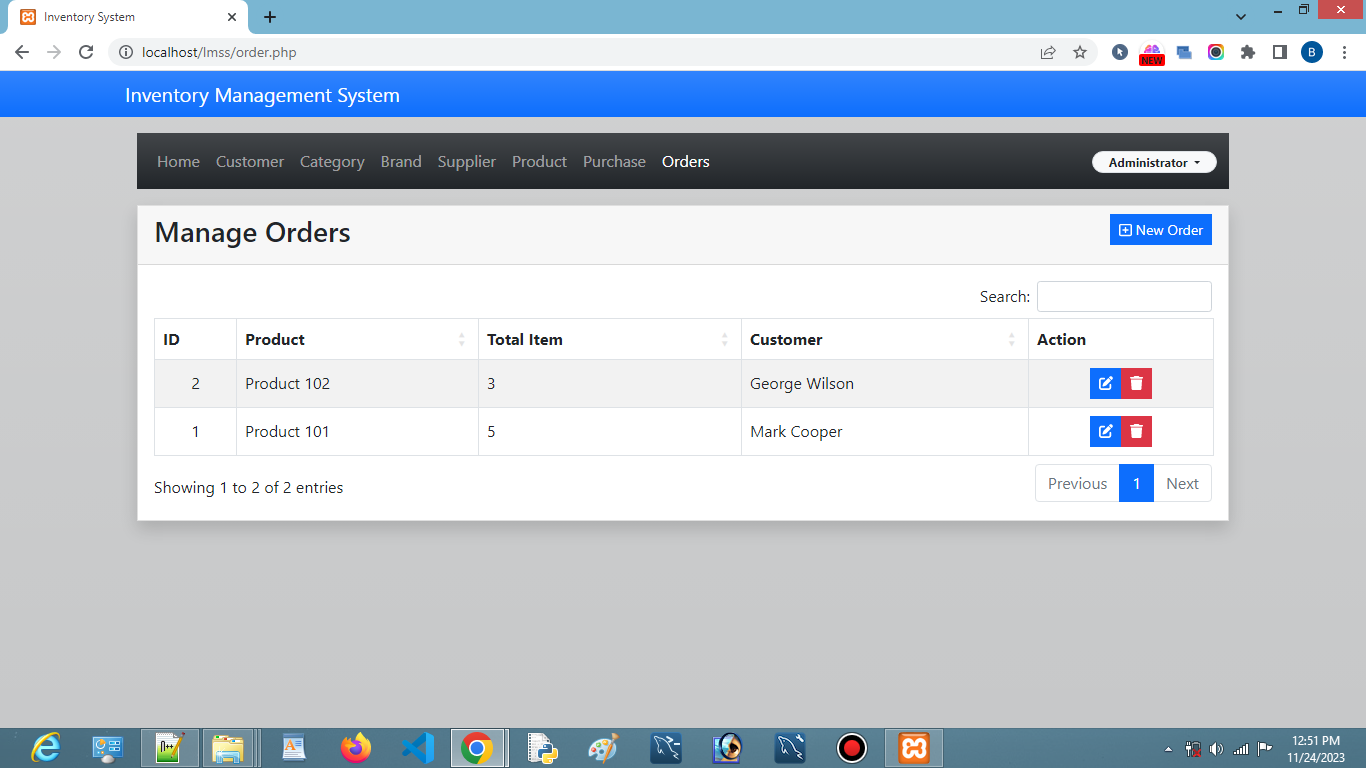 Inventory System
localhost/lmss/order.php
NEW
B
Inventory Management System
Home Customer Category Brand Supplier Product Purchase Orders
Administrator
Manage Orders
New Order
Search:
ID Product Total Item Customer Action
2 Product 102 3 George Wilson
1 Product 101 5 Mark Cooper
Showing 1 to 2 of 2 entries
Previous 1 Next
12:51 PM
11/24/2023